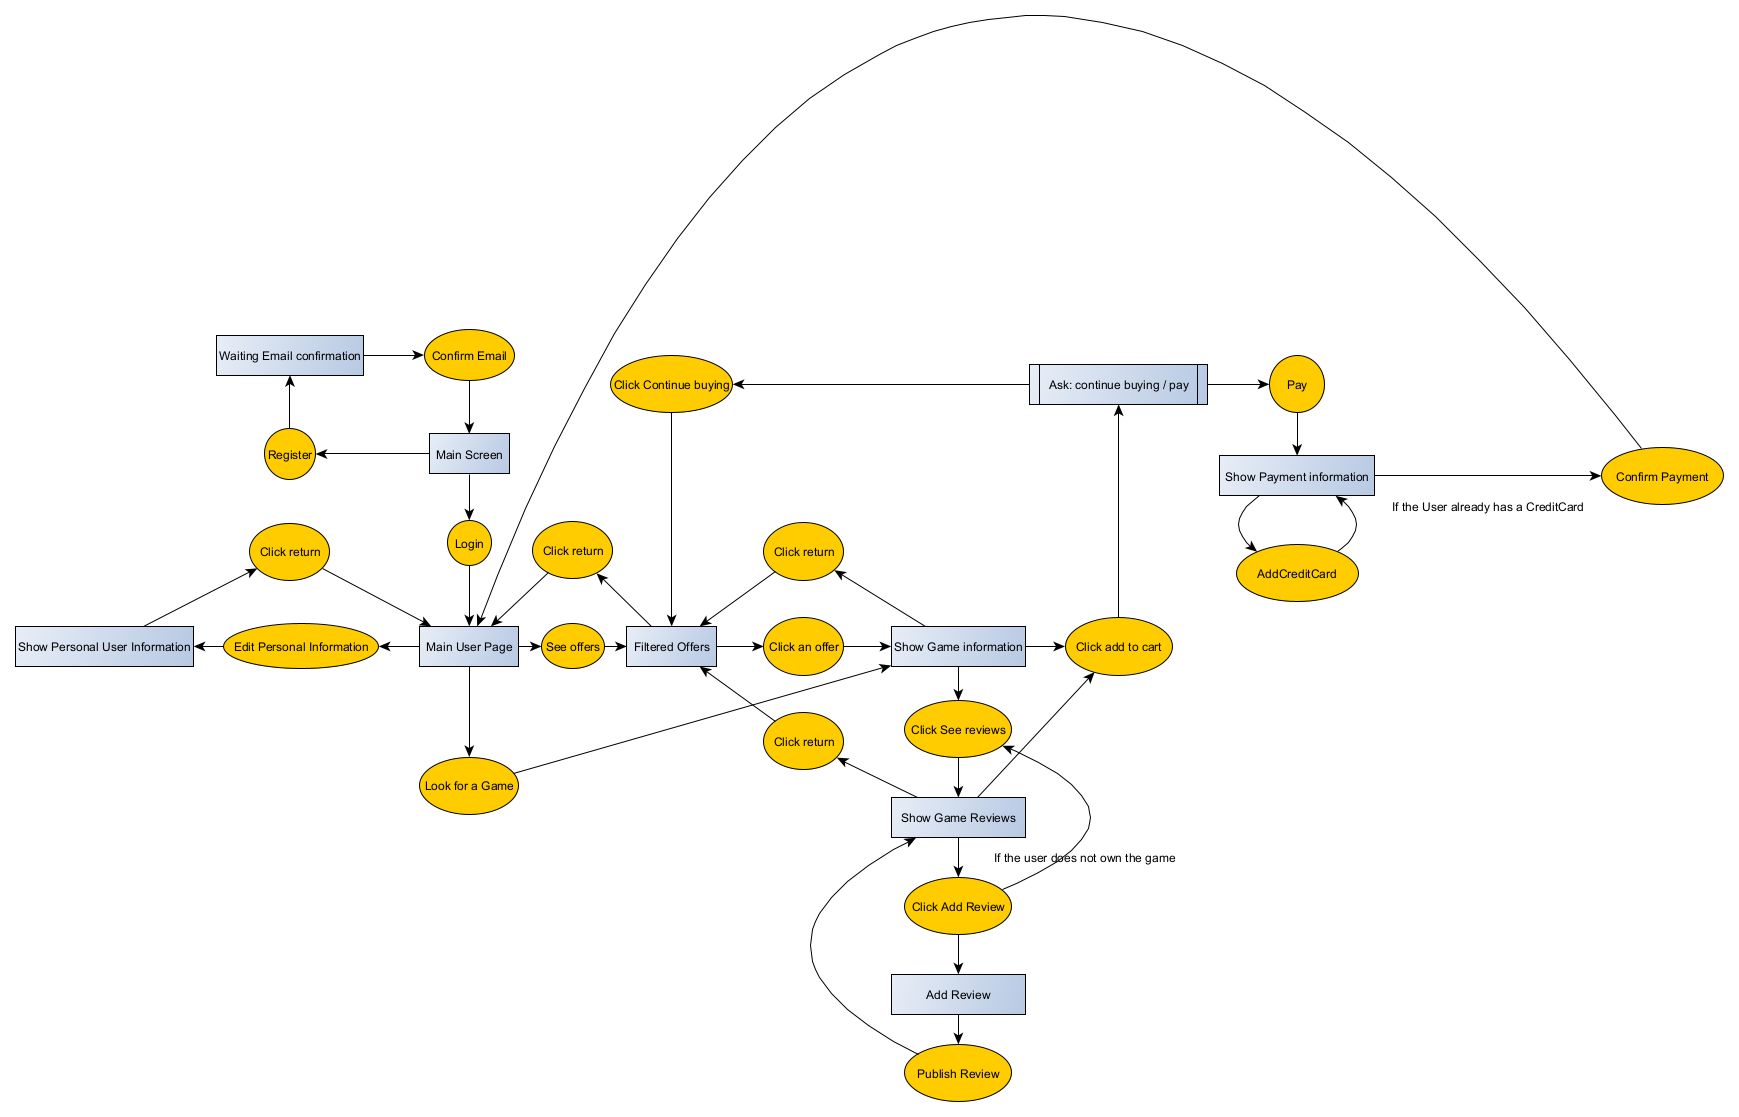 Waiting Email confirmation
Confirm Email
Click Continue buying
Ask: continue buying / pay
Pay
Register
Main Screen
Show Payment information
Confirm Payment
If the User already has a CreditCard
Click return
Login
Click return
Click return
AddCreditCard
Show Personal User Information
Edit Personal Information
Main User Page
See offers
Filtered Offers
Click an offer
Show Game information
Click add to cart
Click See reviews
Click return
Look for a Game
Show Game Reviews
If the user does not own the game
Click Add Review
Add Review
Publish Review